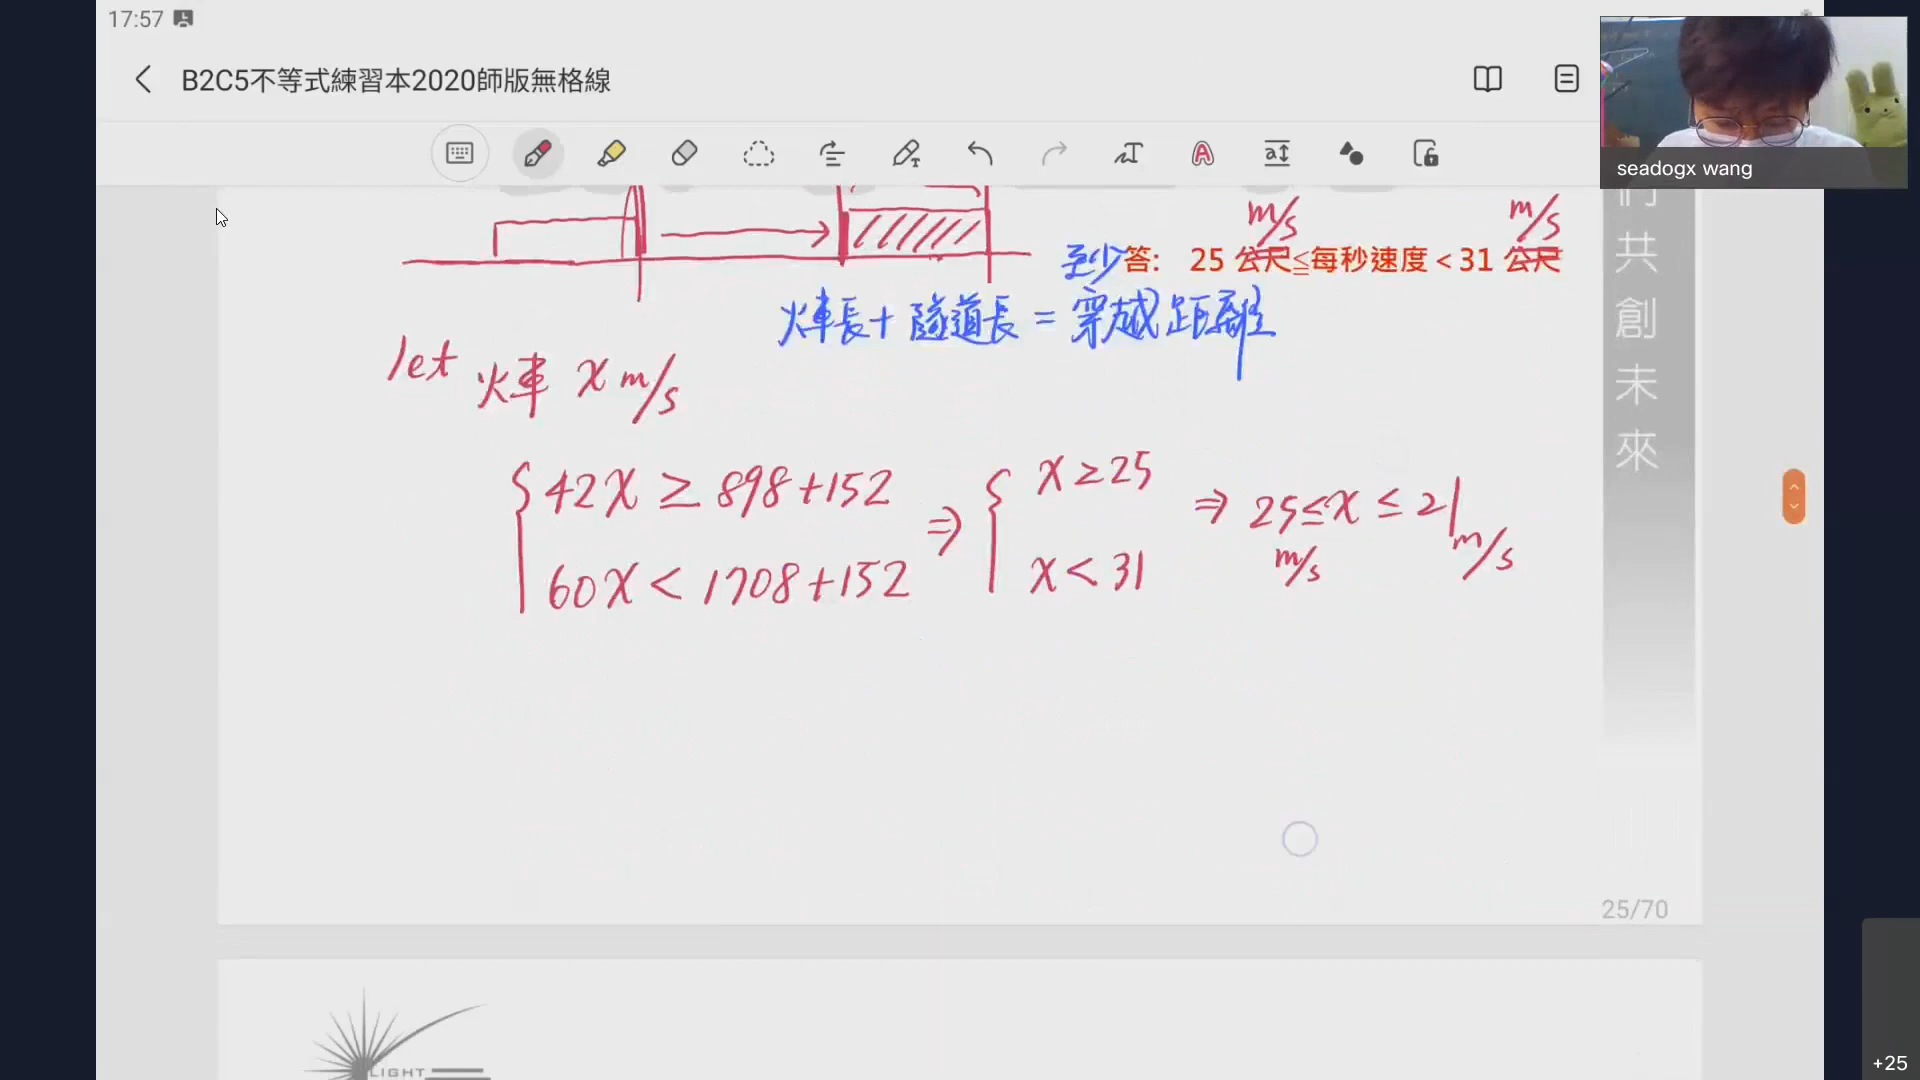 17:57
B2C5不等式練習本2020師版無格線
seadogx wang
m/s m/s
至少答: 25 公尺≦每秒速度<31 公尺
火車長+隧道長=穿越距離
let 火車 x m/s
42x ≥ 898+152 ⇒ x≥25 ⇒ 25≤x≤21
m/s m/s
60x < 1708+152 x<31
共創未來
25/70
LIGHT
+25